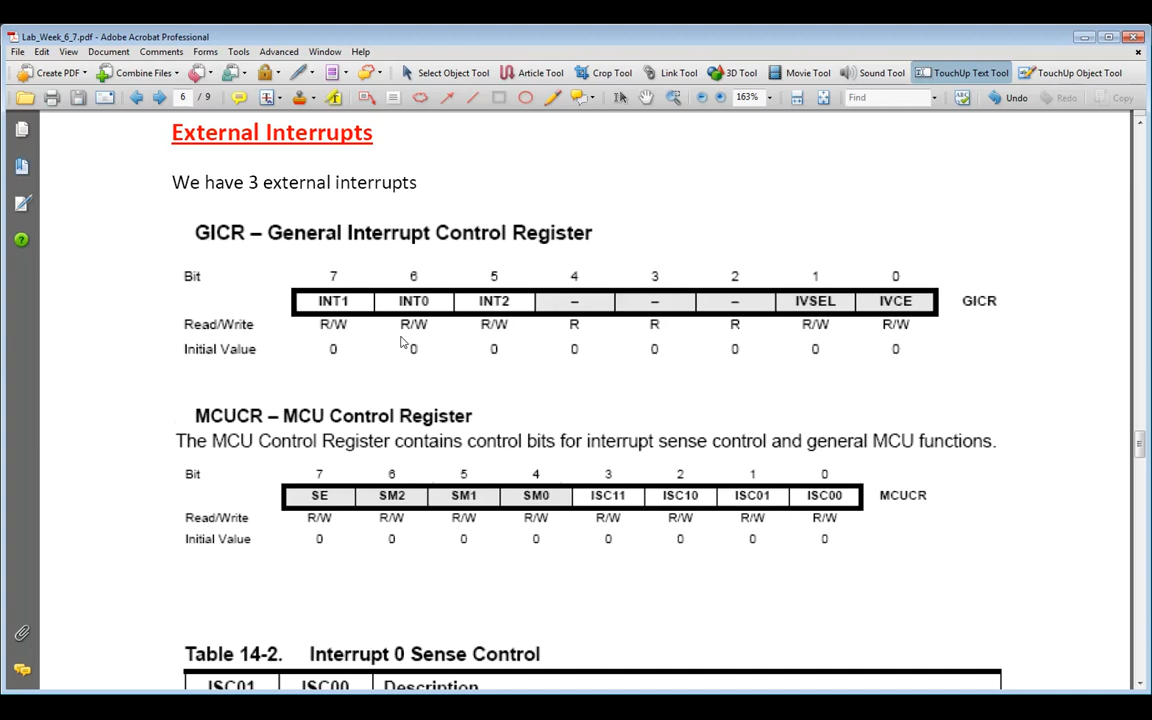 Lab_Week_6_7.pdf - Adobe Acrobat Professional
File Edit View Document Comments Forms Tools Advanced Window Help
Create PDF Combine Files Select Object Tool Article Tool Crop Tool Link Tool 3D Tool Movie Tool Sound Tool TouchUp Text Tool TouchUp Object Tool
6 / 9 163% Find Undo Redo Copy
External Interrupts
We have 3 external interrupts
GICR – General Interrupt Control Register
Bit 7 6 5 4 3 2 1 0
INT1 INT0 INT2 – – – IVSEL IVCE GICR
Read/Write R/W R/W R/W R R R R/W R/W
Initial Value 0 0 0 0 0 0 0 0
MCUCR – MCU Control Register
The MCU Control Register contains control bits for interrupt sense control and general MCU functions.
Bit 7 6 5 4 3 2 1 0
SE SM2 SM1 SM0 ISC11 ISC10 ISC01 ISC00 MCUCR
Read/Write R/W R/W R/W R/W R/W R/W R/W R/W
Initial Value 0 0 0 0 0 0 0 0
Table 14-2. Interrupt 0 Sense Control
ISC01 ISC00 Description